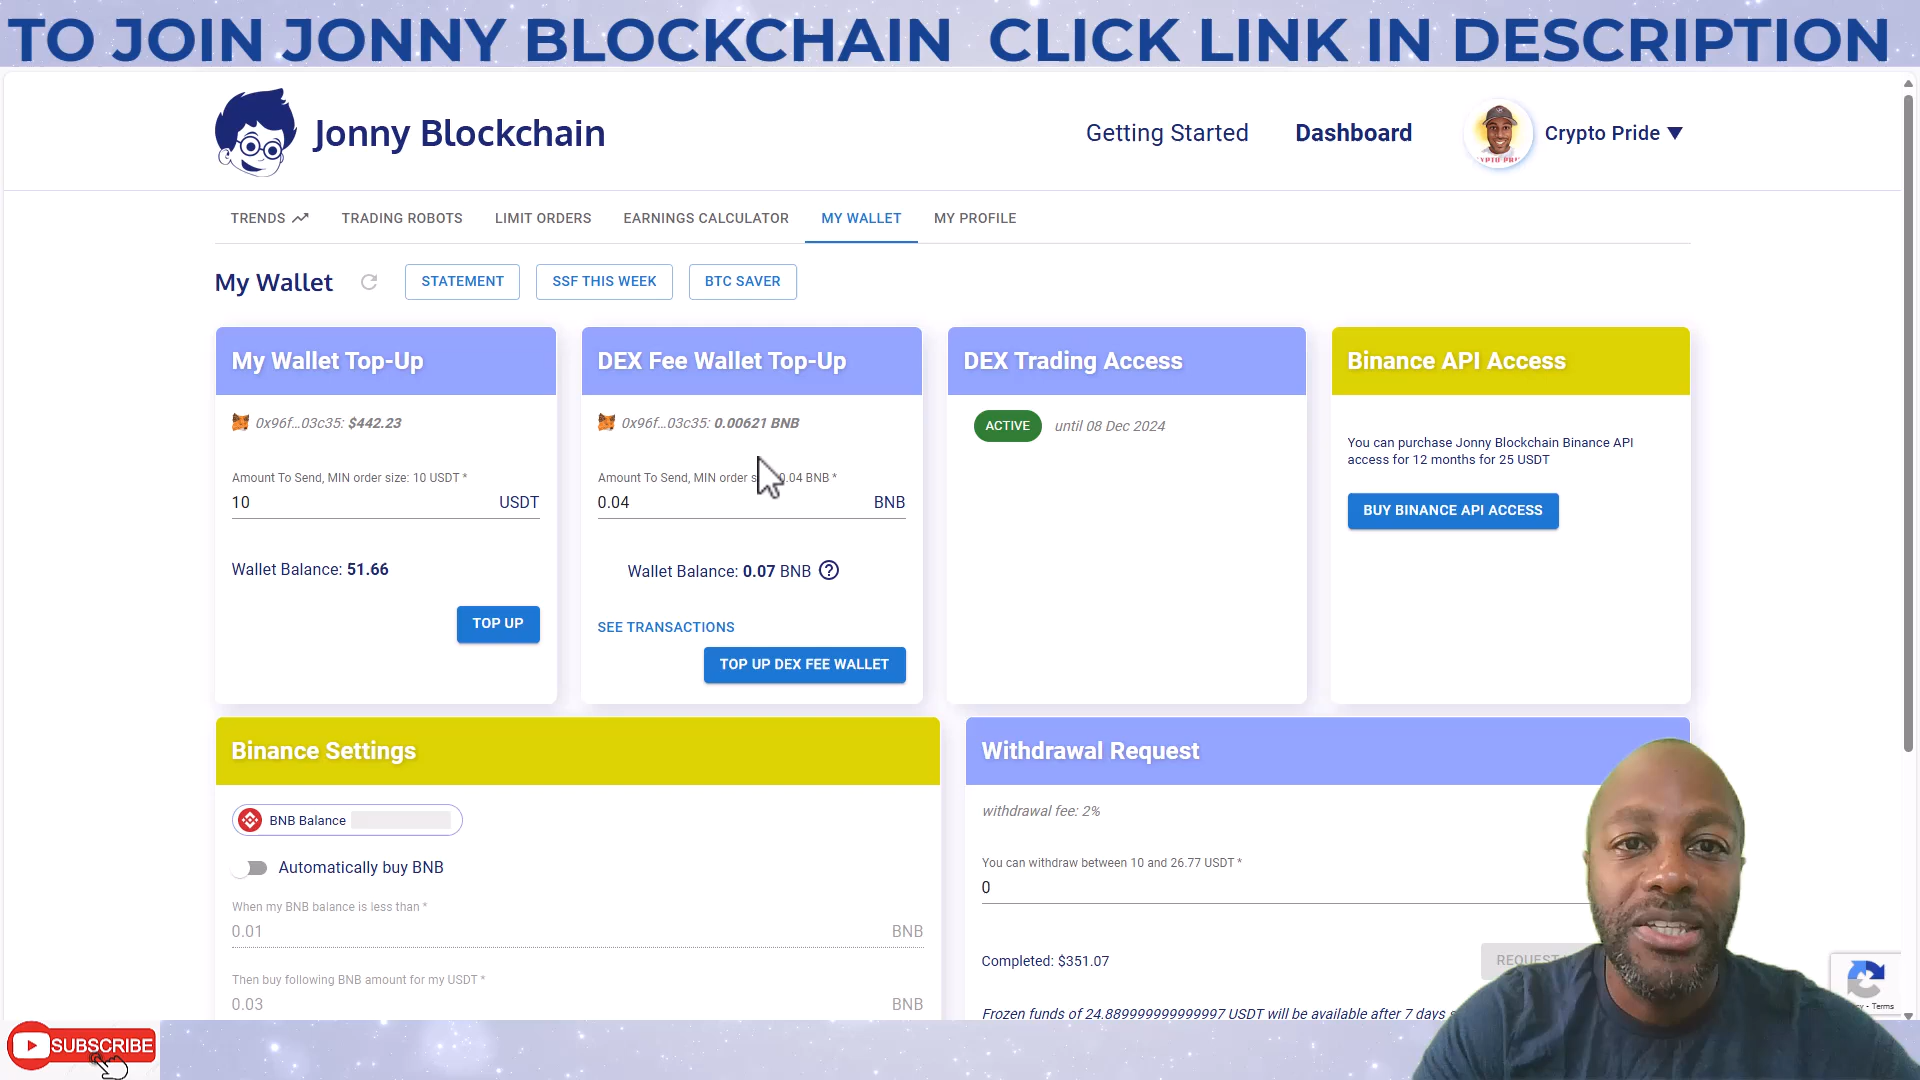 TO JOIN JONNY BLOCKCHAIN CLICK LINK IN DESCRIPTION
Jonny Blockchain
Getting Started
Dashboard
Crypto Pride
TRENDS
TRADING ROBOTS
LIMIT ORDERS
EARNINGS CALCULATOR
MY WALLET
MY PROFILE
My Wallet
STATEMENT
SSF THIS WEEK
BTC SAVER
My Wallet Top-Up
0x96f...03c35: $442.23
Amount To Send, MIN order size: 10 USDT *
10 USDT
Wallet Balance: 51.66
TOP UP
DEX Fee Wallet Top-Up
0x96f...03c35: 0.00621 BNB
Amount To Send, MIN order s 0.04 BNB *
0.04 BNB
Wallet Balance: 0.07 BNB ?
SEE TRANSACTIONS
TOP UP DEX FEE WALLET
DEX Trading Access
ACTIVE until 08 Dec 2024
Binance API Access
You can purchase Jonny Blockchain Binance API
access for 12 months for 25 USDT
BUY BINANCE API ACCESS
Binance Settings
BNB Balance
Automatically buy BNB
When my BNB balance is less than *
0.01 BNB
Then buy following BNB amount for my USDT *
0.03 BNB
Withdrawal Request
withdrawal fee: 2%
You can withdraw between 10 and 26.77 USDT *
0
Completed: $351.07
REQUEST
Frozen funds of 24.889999999999997 USDT will be available after 7 days
- Terms
SUBSCRIBE